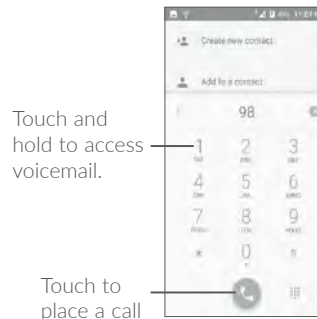 Create new contact
Add to a contact
98
Touch and
hold to access
voicemail.
1 2 3
4 5 6
7 8 9
* 0 #
Touch to
place a call